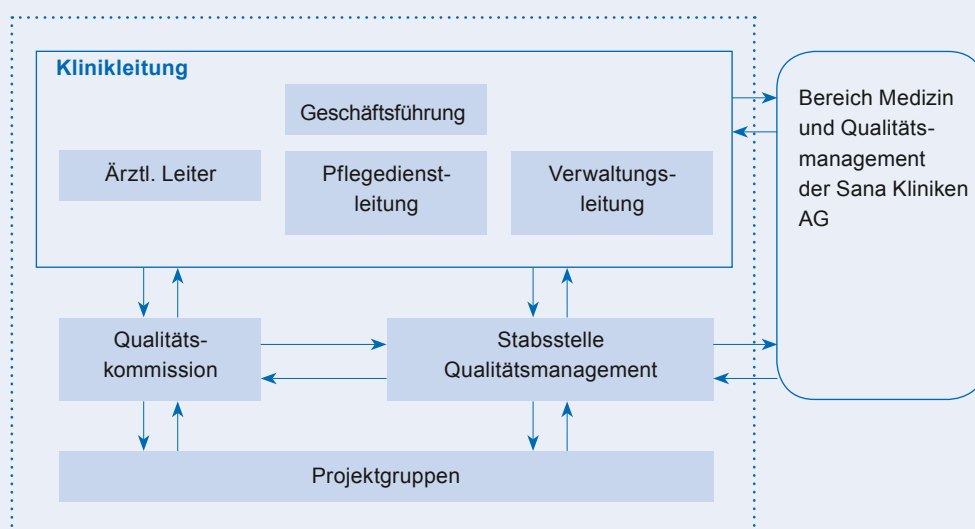 Klinikleitung
Geschäftsführung
Ärztl. Leiter
Pflegedienst-
leitung
Verwaltungs-
leitung
Bereich Medizin
und Qualitäts-
management
der Sana Kliniken
AG
Qualitäts-
kommission
Stabsstelle
Qualitätsmanagement
Projektgruppen